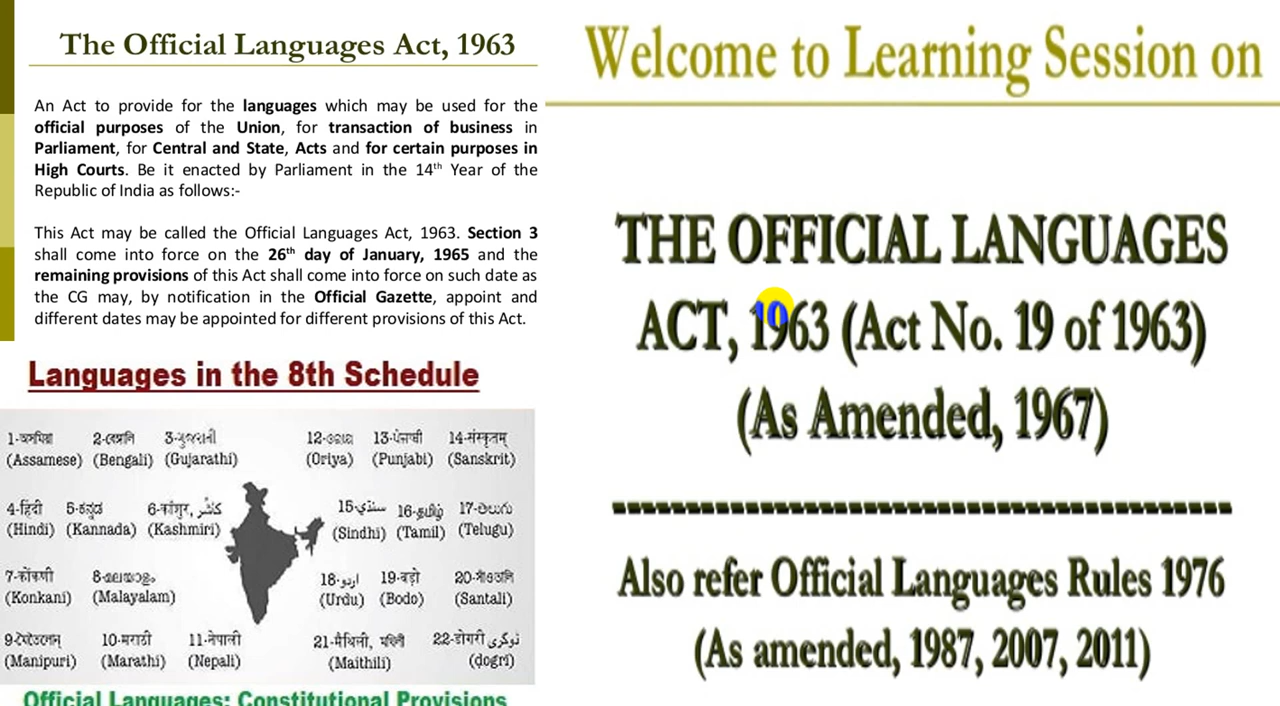 The Official Languages Act, 1963
An Act to provide for the languages which may be used for the
official purposes of the Union, for transaction of business in
Parliament, for Central and State, Acts and for certain purposes in
High Courts. Be it enacted by Parliament in the 14th Year of the
Republic of India as follows:-
This Act may be called the Official Languages Act, 1963. Section 3
shall come into force on the 26th day of January, 1965 and the
remaining provisions of this Act shall come into force on such date as
the CG may, by notification in the Official Gazette, appoint and
different dates may be appointed for different provisions of this Act.
Languages in the 8th Schedule
1- 2- 3-ગુજરાતી 12- 13-ਪੰਜਾਬੀ 14-संस्कृतम्
(Assamese) (Bengali) (Gujarathi) (Oriya) (Punjabi) (Sanskrit)
4-हिंदी 5-ಕನ್ನಡ 6- 15- 16-தமிழ் 17-తెలుగు
(Hindi) (Kannada) (Kashmiri) (Sindhi) (Tamil) (Telugu)
7-कोंकणी 8-മലയാളം 18-اردو 19- 20-
(Konkani) (Malayalam) (Urdu) (Bodo) (Santali)
9- 10-मराठी 11-नेपाली 21-मैथिली, 22-डोगरी
(Manipuri) (Marathi) (Nepali) (Maithili) (dogri)
Official Languages: Constitutional Provisions
Welcome to Learning Session on
THE OFFICIAL LANGUAGES
ACT, 1963 (Act No. 19 of 1963)
(As Amended, 1967)
Also refer Official Languages Rules 1976
(As amended, 1987, 2007, 2011)